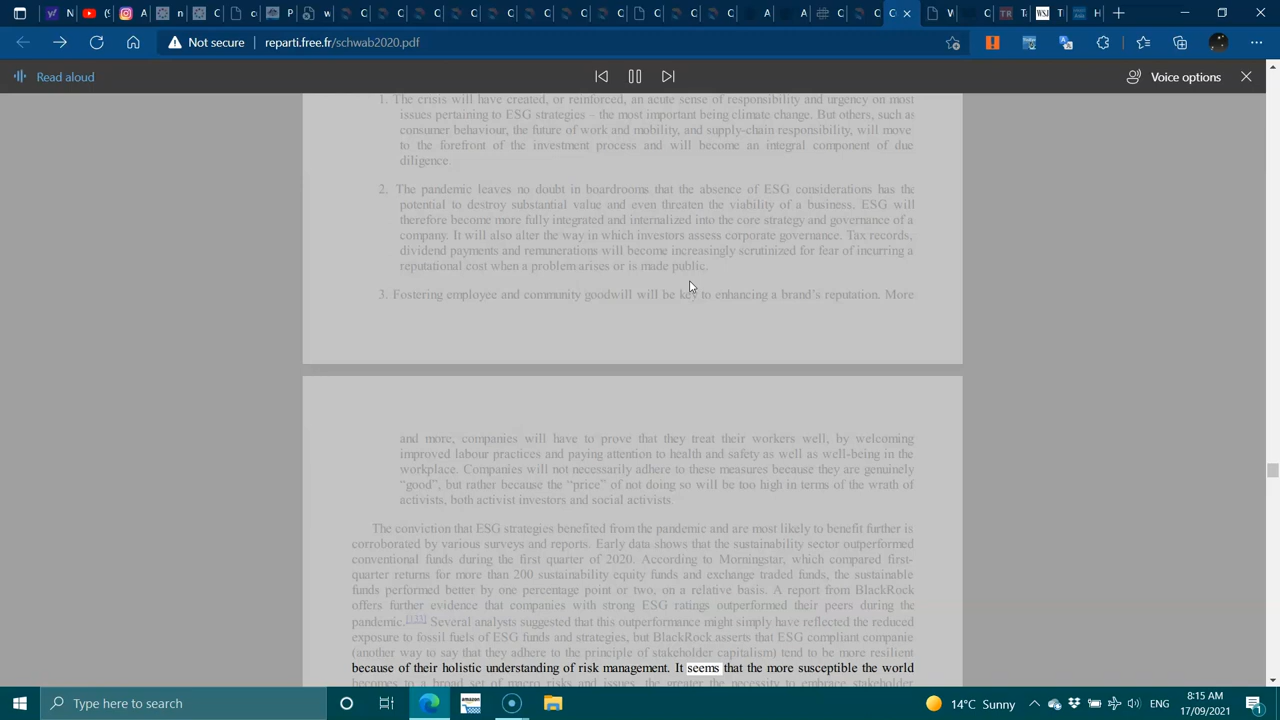 N
C
A
n
C
w
o
P
w
C
C
C
C
C
C
C
C
C
C
C
A
A
C
C
C
W
C
T
T
H
Not secure
reparti.free.fr/schwab2020.pdf
Read aloud
Voice options
1. The crisis will have created, or reinforced, an acute sense of responsibility and urgency on most
issues pertaining to ESG strategies – the most important being climate change. But others, such as
consumer behaviour, the future of work and mobility, and supply-chain responsibility, will move
to the forefront of the investment process and will become an integral component of due
diligence.
2. The pandemic leaves no doubt in boardrooms that the absence of ESG considerations has the
potential to destroy substantial value and even threaten the viability of a business. ESG will
therefore become more fully integrated and internalized into the core strategy and governance of a
company. It will also alter the way in which investors assess corporate governance. Tax records,
dividend payments and remunerations will become increasingly scrutinized for fear of incurring a
reputational cost when a problem arises or is made public.
3. Fostering employee and community goodwill will be key to enhancing a brand’s reputation. More
and more, companies will have to prove that they treat their workers well, by welcoming
improved labour practices and paying attention to health and safety as well as well-being in the
workplace. Companies will not necessarily adhere to these measures because they are genuinely
“good”, but rather because the “price” of not doing so will be too high in terms of the wrath of
activists, both activist investors and social activists.
The conviction that ESG strategies benefited from the pandemic and are most likely to benefit further is
corroborated by various surveys and reports. Early data shows that the sustainability sector outperformed
conventional funds during the first quarter of 2020. According to Morningstar, which compared first-
quarter returns for more than 200 sustainability equity funds and exchange traded funds, the sustainable
funds performed better by one percentage point or two, on a relative basis. A report from BlackRock
offers further evidence that companies with strong ESG ratings outperformed their peers during the
pandemic.[133] Several analysts suggested that this outperformance might simply have reflected the reduced
exposure to fossil fuels of ESG funds and strategies, but BlackRock asserts that ESG compliant companie
(another way to say that they adhere to the principle of stakeholder capitalism) tend to be more resilient
because of their holistic understanding of risk management. It seems that the more susceptible the world
becomes to a broad set of macro risks and issues, the greater the necessity to embrace stakeholder
Type here to search
amazon
14°C Sunny
ENG
8:15 AM
17/09/2021
1